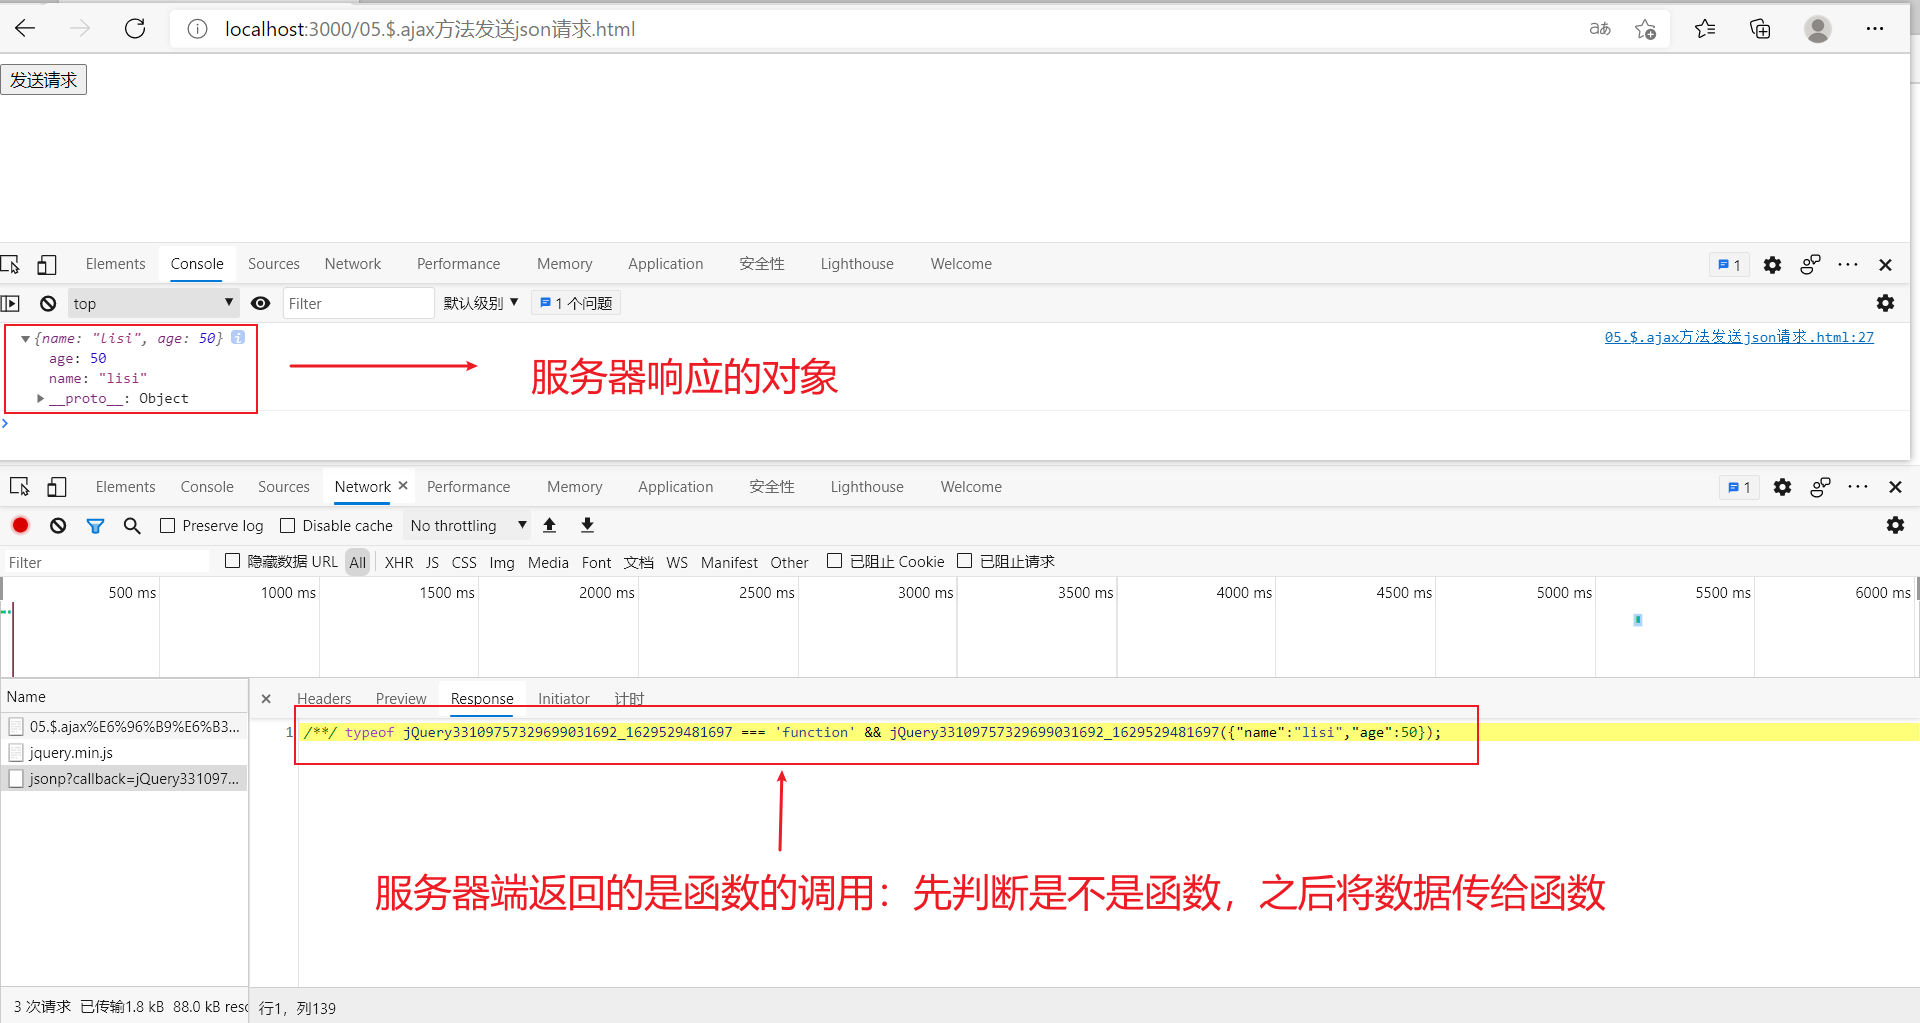 localhost:3000/05.$.ajax方法发送json请求.html
发送请求
Elements Console Sources Network Performance Memory Application 安全性 Lighthouse Welcome 1
top Filter 默认级别 1 个问题
{name: "lisi", age: 50} 05.$.ajax方法发送json请求.html:27
age: 50
name: "lisi"
__proto__: Object
服务器响应的对象
Elements Console Sources Network Performance Memory Application 安全性 Lighthouse Welcome 1
Preserve log Disable cache No throttling
Filter 隐藏数据 URL All XHR JS CSS Img Media Font 文档 WS Manifest Other 已阻止 Cookie 已阻止请求
500 ms 1000 ms 1500 ms 2000 ms 2500 ms 3000 ms 3500 ms 4000 ms 4500 ms 5000 ms 5500 ms 6000 ms
Name Headers Preview Response Initiator 计时
05.$.ajax%E6%96%B9%E6%B3...
jquery.min.js
jsonp?callback=jQuery331097...
1 /**/ typeof jQuery33109757329699031692_1629529481697 === 'function' && jQuery33109757329699031692_1629529481697({"name":"lisi","age":50});
服务器端返回的是函数的调用：先判断是不是函数，之后将数据传给函数
3 次请求 已传输1.8 kB 88.0 kB resc 行1，列139